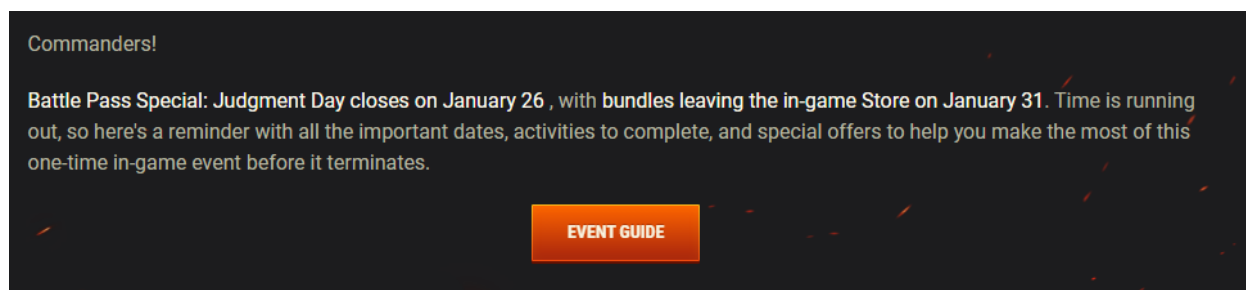 Commanders!
Battle Pass Special: Judgment Day closes on January 26 , with bundles leaving the in-game Store on January 31. Time is running
out, so here's a reminder with all the important dates, activities to complete, and special offers to help you make the most of this
one-time in-game event before it terminates.
EVENT GUIDE